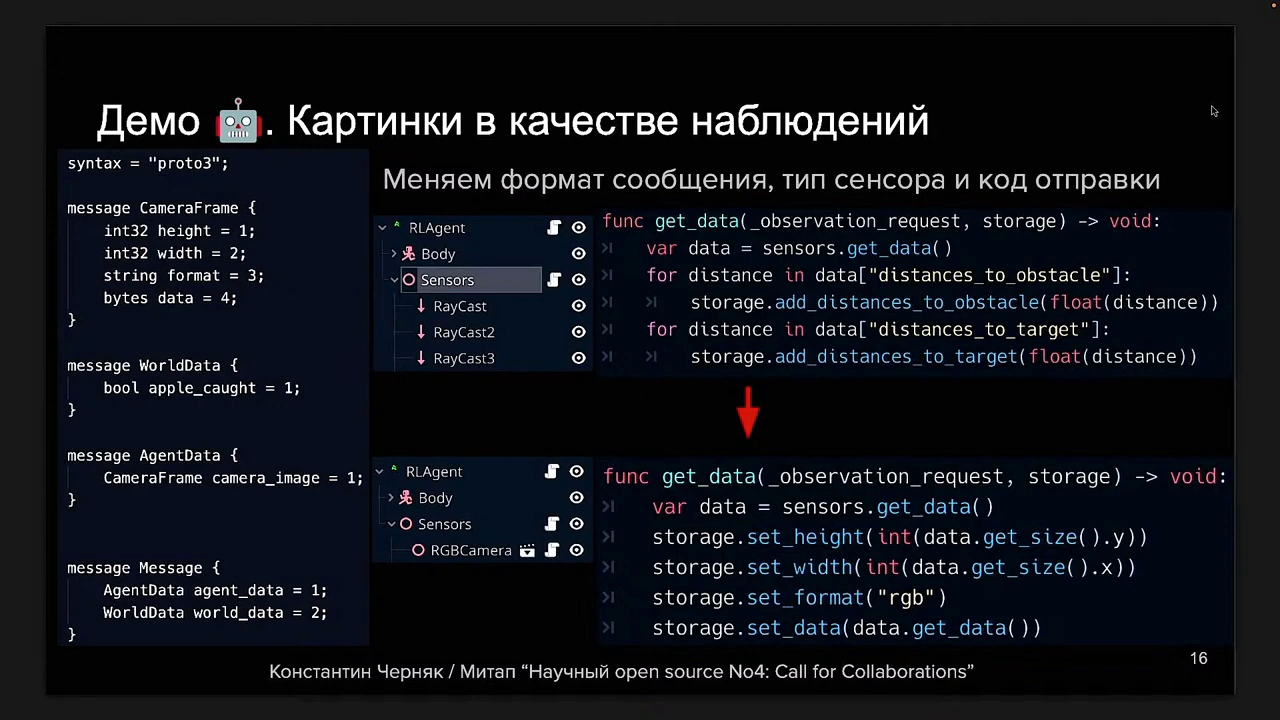 Демо 🤖. Картинки в качестве наблюдений
Меняем формат сообщения, тип сенсора и код отправки
syntax = "proto3";
message CameraFrame {
int32 height = 1;
int32 width = 2;
string format = 3;
bytes data = 4;
}
message WorldData {
bool apple_caught = 1;
}
message AgentData {
CameraFrame camera_image = 1;
}
message Message {
AgentData agent_data = 1;
WorldData world_data = 2;
}
RLAgent
Body
Sensors
RayCast
RayCast2
RayCast3
func get_data(_observation_request, storage) -> void:
var data = sensors.get_data()
for distance in data["distances_to_obstacle"]:
storage.add_distances_to_obstacle(float(distance))
for distance in data["distances_to_target"]:
storage.add_distances_to_target(float(distance))
RLAgent
Body
Sensors
RGBCamera
func get_data(_observation_request, storage) -> void:
var data = sensors.get_data()
storage.set_height(int(data.get_size().y))
storage.set_width(int(data.get_size().x))
storage.set_format("rgb")
storage.set_data(data.get_data())
Константин Черняк / Митап “Научный open source No4: Call for Collaborations”
16